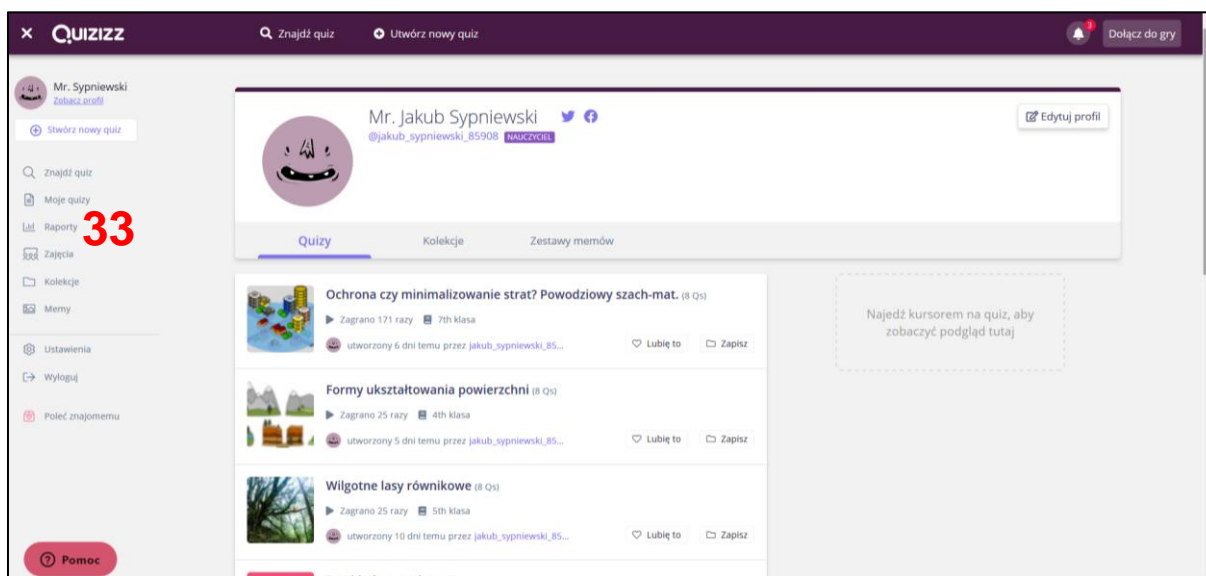 × QUIZIZZ
Znajdź quiz
Utwórz nowy quiz
3
Dołącz do gry
Mr. Sypniewski
Zobacz profil
Stwórz nowy quiz
Znajdź quiz
Moje quizy
Raporty
33
Zajęcia
Kolekcje
Memy
Ustawienia
Wyloguj
Poleć znajomemu
Pomoc
Mr. Jakub Sypniewski
@jakub_sypniewski_85908 NAUCZYCIEL
Edytuj profil
Quizy
Kolekcje
Zestawy memów
Ochrona czy minimalizowanie strat? Powodziowy szach-mat. (8 Qs)
Zagrano 171 razy 7th klasa
utworzony 6 dni temu przez jakub_sypniewski_85...
Lubię to
Zapisz
Formy ukształtowania powierzchni (8 Qs)
Zagrano 25 razy 4th klasa
utworzony 5 dni temu przez jakub_sypniewski_85...
Lubię to
Zapisz
Wilgotne lasy równikowe (8 Qs)
Zagrano 25 razy 5th klasa
utworzony 10 dni temu przez jakub_sypniewski_85...
Lubię to
Zapisz
Najedź kursorem na quiz, aby
zobaczyć podgląd tutaj